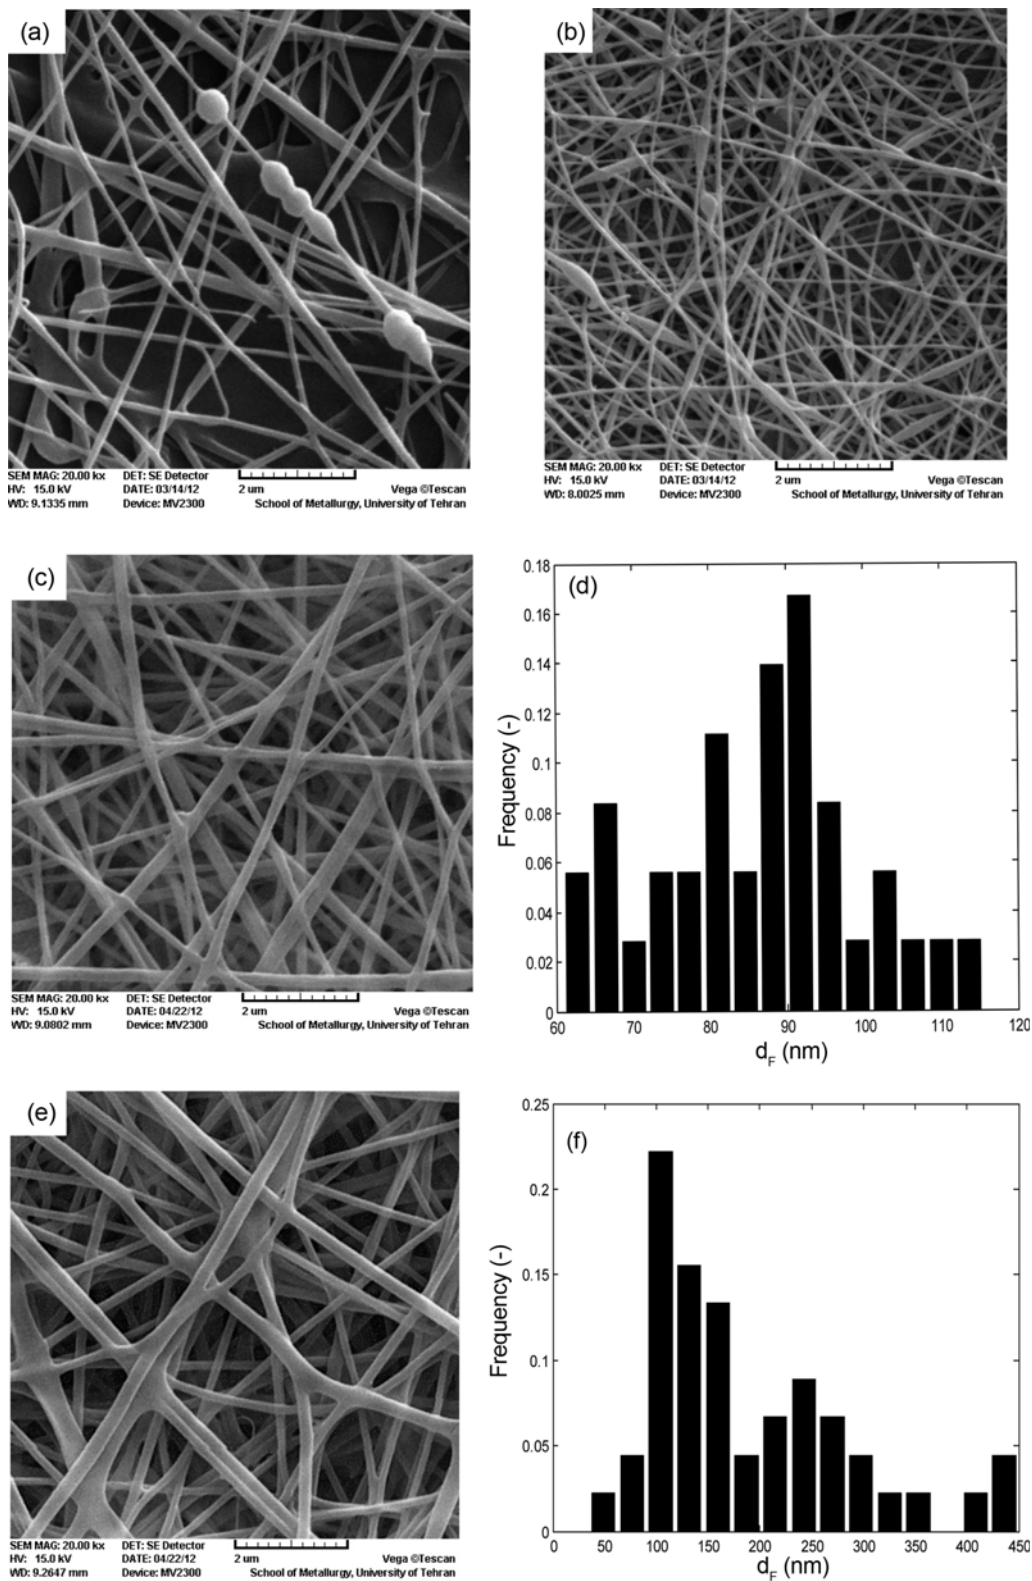 (a)
SEM MAG: 20.00 kx DET: SE Detector
HV: 15.0 kV DATE: 03/14/12 2 um Vega ©Tescan
WD: 9.1335 mm Device: MV2300 School of Metallurgy, University of Tehran
(b)
SEM MAG: 20.00 kx DET: SE Detector
HV: 15.0 kV DATE: 03/14/12 2 um Vega ©Tescan
WD: 8.0025 mm Device: MV2300 School of Metallurgy, University of Tehran
(c)
SEM MAG: 20.00 kx DET: SE Detector
HV: 15.0 kV DATE: 04/22/12 2 um Vega ©Tescan
WD: 9.0802 mm Device: MV2300 School of Metallurgy, University of Tehran
(d)
Frequency (-)
0.18
0.16
0.14
0.12
0.1
0.08
0.06
0.04
0.02
0
60 70 80 90 100 110 120
d_F (nm)
(e)
SEM MAG: 20.00 kx DET: SE Detector
HV: 15.0 kV DATE: 04/22/12 2 um Vega ©Tescan
WD: 9.2647 mm Device: MV2300 School of Metallurgy, University of Tehran
(f)
Frequency (-)
0.25
0.2
0.15
0.1
0.05
0
0 50 100 150 200 250 300 350 400 450
d_F (nm)